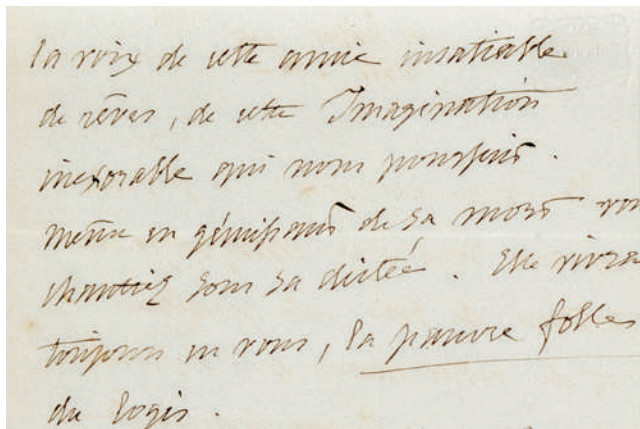 la voix de cette amie insatiable
de rêves, de cette Imagination
inexorable qui nous poursuit.
même en gémissant de sa mort vous
chantiez sous sa dictée. Elle vivra
toujours en vous, la pauvre folle
du logis.